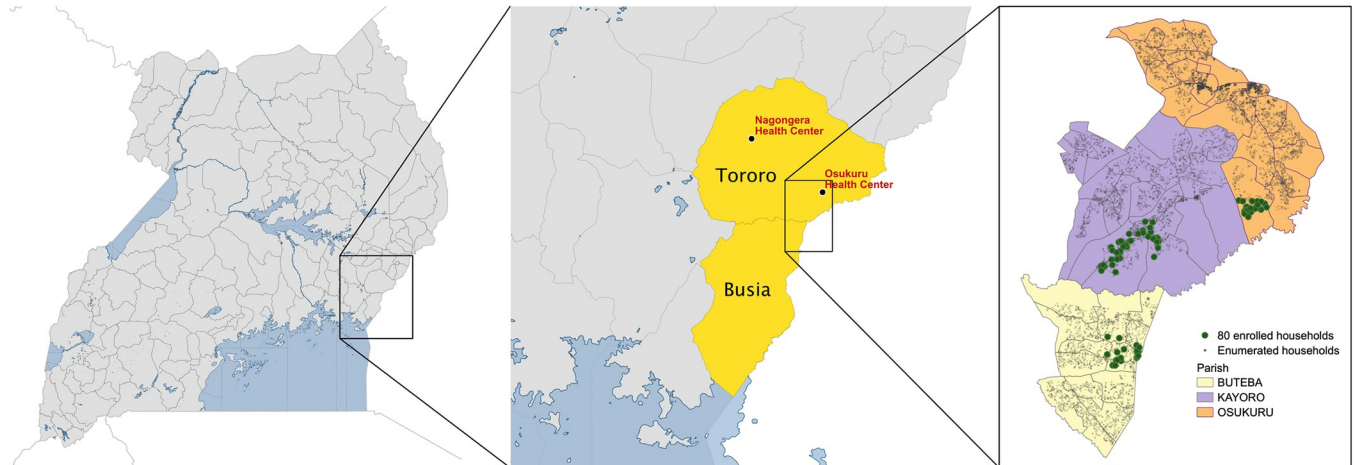 Nagongera
Health Center
Tororo
Osukuru
Health Center
Busia
80 enrolled households
Enumerated households
Parish
BUTEBA
KAYORO
OSUKURU